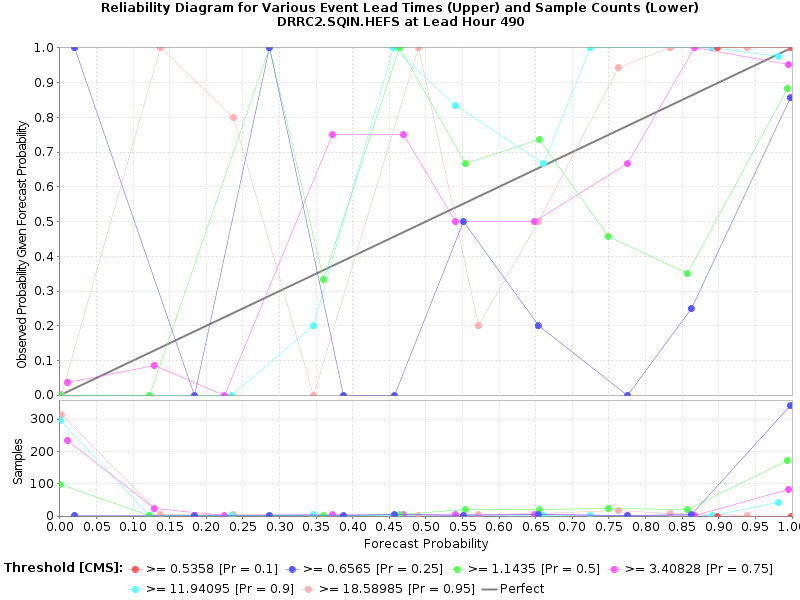 Reliability Diagram for Various Event Lead Times (Upper) and Sample Counts (Lower)
DRRC2.SQIN.HEFS at Lead Hour 490
Observed Probability Given Forecast Probability
1.0
0.9
0.8
0.7
0.6
0.5
0.4
0.3
0.2
0.1
0.0
Samples
300
200
100
0
0.00 0.05 0.10 0.15 0.20 0.25 0.30 0.35 0.40 0.45 0.50 0.55 0.60 0.65 0.70 0.75 0.80 0.85 0.90 0.95 1.00
Forecast Probability
Threshold [CMS]: >= 0.5358 [Pr = 0.1] >= 0.6565 [Pr = 0.25] >= 1.1435 [Pr = 0.5] >= 3.40828 [Pr = 0.75]
>= 11.94095 [Pr = 0.9] >= 18.58985 [Pr = 0.95] Perfect